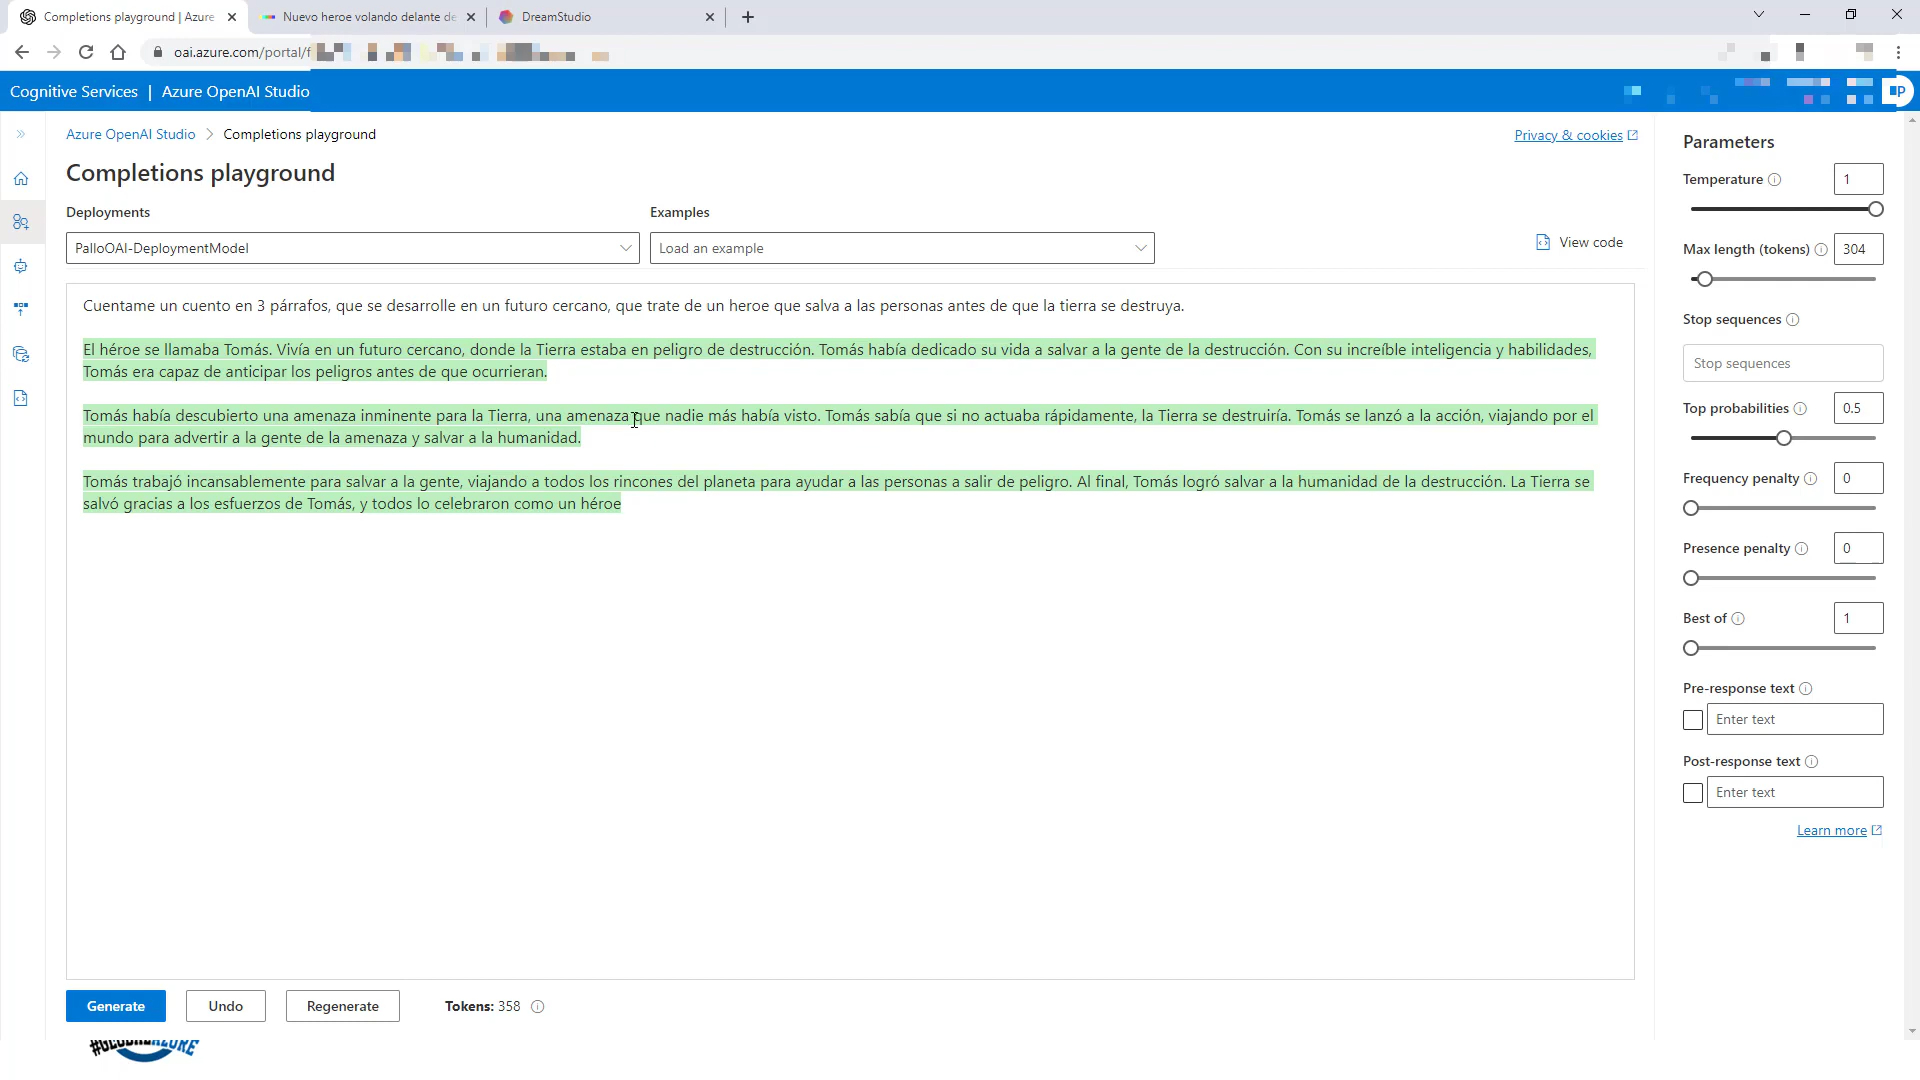 Completions playground | Azure
Nuevo heroe volando delante de
DreamStudio
oai.azure.com/portal/f
Cognitive Services | Azure OpenAI Studio
P
Azure OpenAI Studio > Completions playground
Privacy & cookies
Completions playground
Deployments
Examples
PalloOAI-DeploymentModel
Load an example
View code
Cuentame un cuento en 3 párrafos, que se desarrolle en un futuro cercano, que trate de un heroe que salva a las personas antes de que la tierra se destruya.
El héroe se llamaba Tomás. Vivía en un futuro cercano, donde la Tierra estaba en peligro de destrucción. Tomás había dedicado su vida a salvar a la gente de la destrucción. Con su increíble inteligencia y habilidades,
Tomás era capaz de anticipar los peligros antes de que ocurrieran.
Tomás había descubierto una amenaza inminente para la Tierra, una amenaza que nadie más había visto. Tomás sabía que si no actuaba rápidamente, la Tierra se destruiría. Tomás se lanzó a la acción, viajando por el
mundo para advertir a la gente de la amenaza y salvar a la humanidad.
Tomás trabajó incansablemente para salvar a la gente, viajando a todos los rincones del planeta para ayudar a las personas a salir de peligro. Al final, Tomás logró salvar a la humanidad de la destrucción. La Tierra se
salvó gracias a los esfuerzos de Tomás, y todos lo celebraron como un héroe
Generate
Undo
Regenerate
Tokens: 358
Parameters
Temperature
1
Max length (tokens)
304
Stop sequences
Stop sequences
Top probabilities
0.5
Frequency penalty
0
Presence penalty
0
Best of
1
Pre-response text
Enter text
Post-response text
Enter text
Learn more
#GLOBALAZURE